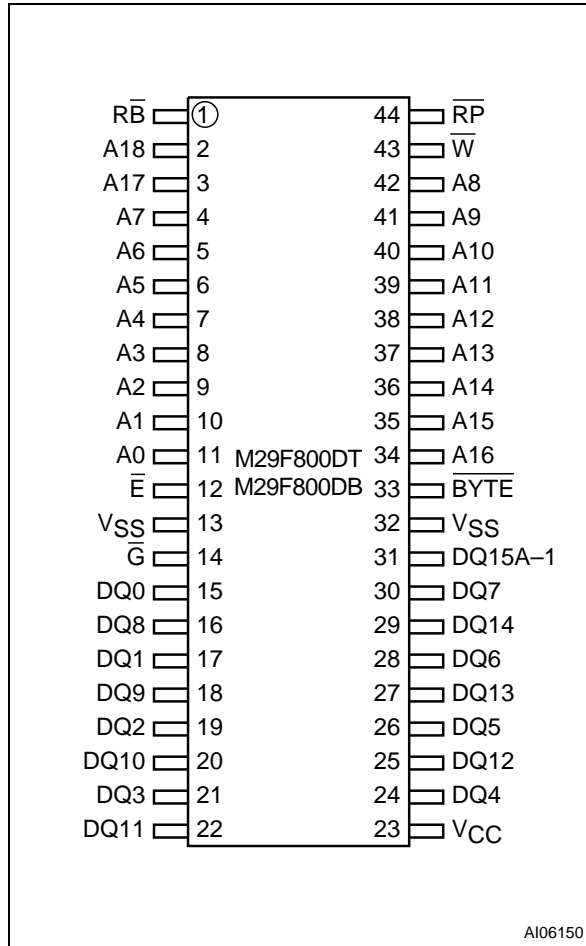 RB̅ 1 44 R̅P̅
A18 2 43 W̅
A17 3 42 A8
A7 4 41 A9
A6 5 40 A10
A5 6 39 A11
A4 7 38 A12
A3 8 37 A13
A2 9 36 A14
A1 10 35 A15
A0 11 M29F800DT 34 A16
E̅ 12 M29F800DB 33 B̅Y̅T̅E̅
VSS 13 32 VSS
G̅ 14 31 DQ15A–1
DQ0 15 30 DQ7
DQ8 16 29 DQ14
DQ1 17 28 DQ6
DQ9 18 27 DQ13
DQ2 19 26 DQ5
DQ10 20 25 DQ12
DQ3 21 24 DQ4
DQ11 22 23 VCC
AI06150